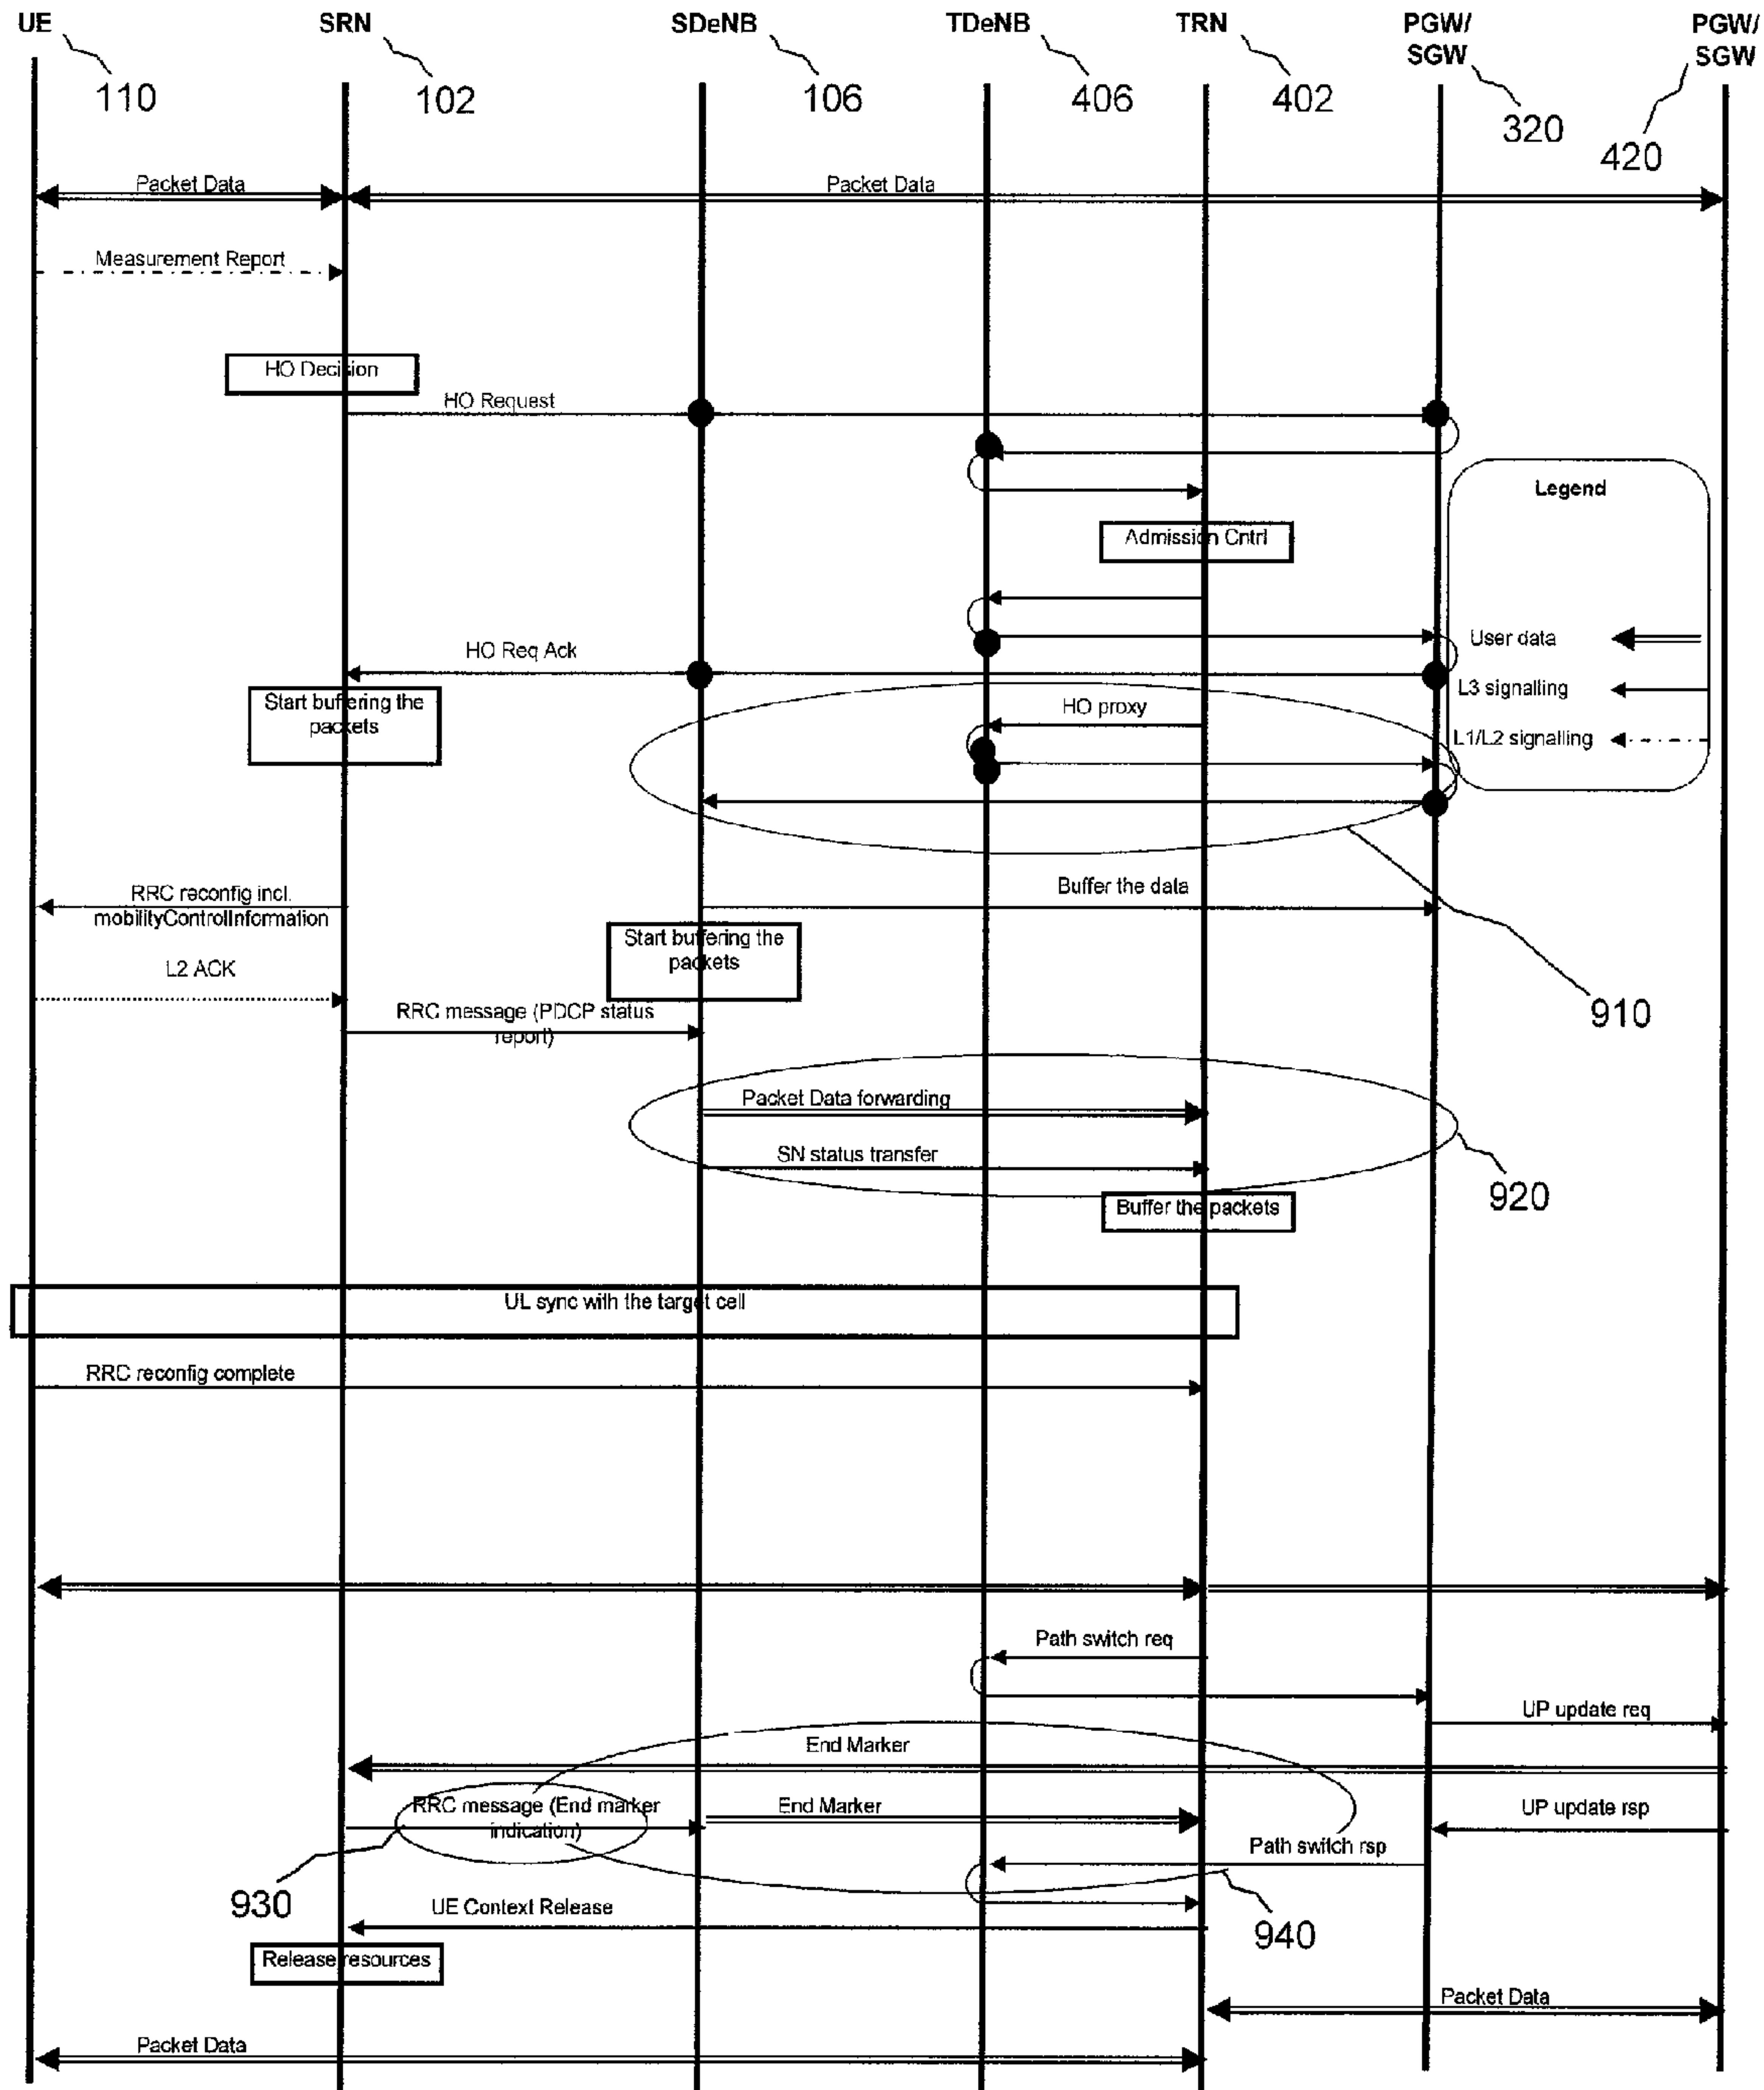 UE
SRN
SDeNB
TDeNB
TRN
PGW/
SGW
PGW/
SGW
110
102
106
406
402
320
420
Packet Data
Packet Data
Measurement Report
HO Decision
HO Request
Legend
Admission Cntrl
User data
HO Req Ack
L3 signalling
Start buffering the
packets
HO proxy
L1/L2 signalling
RRC reconfig incl.
mobilityControlInformation
Buffer the data
Start buffering the
packets
L2 ACK
910
RRC message (PDCP status
report)
Packet Data forwarding
SN status transfer
920
Buffer the packets
UL sync with the target cell
RRC reconfig complete
Path switch req
UP update req
End Marker
RRC message (End marker
indication)
End Marker
UP update rsp
Path switch rsp
930
UE Context Release
940
Release resources
Packet Data
Packet Data